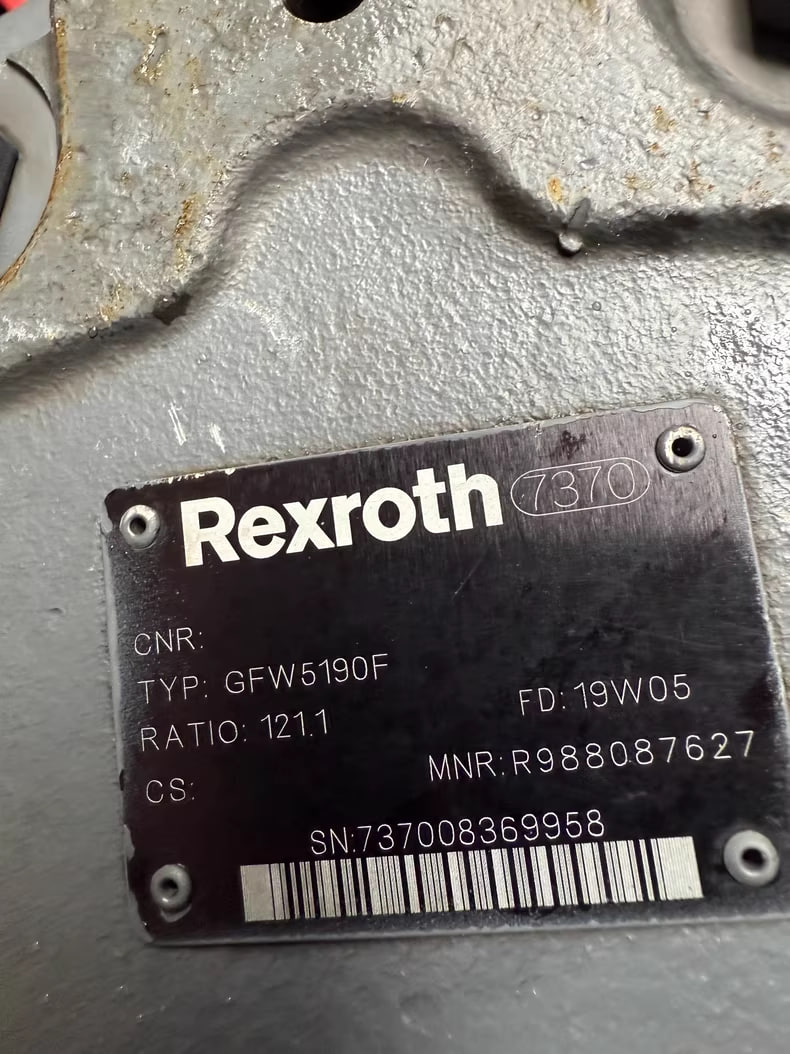 Rexroth 7370
CNR:
TYP: GFW5190F
FD: 19W05
RATIO: 121.1
MNR: R988087627
CS:
SN:737008369958